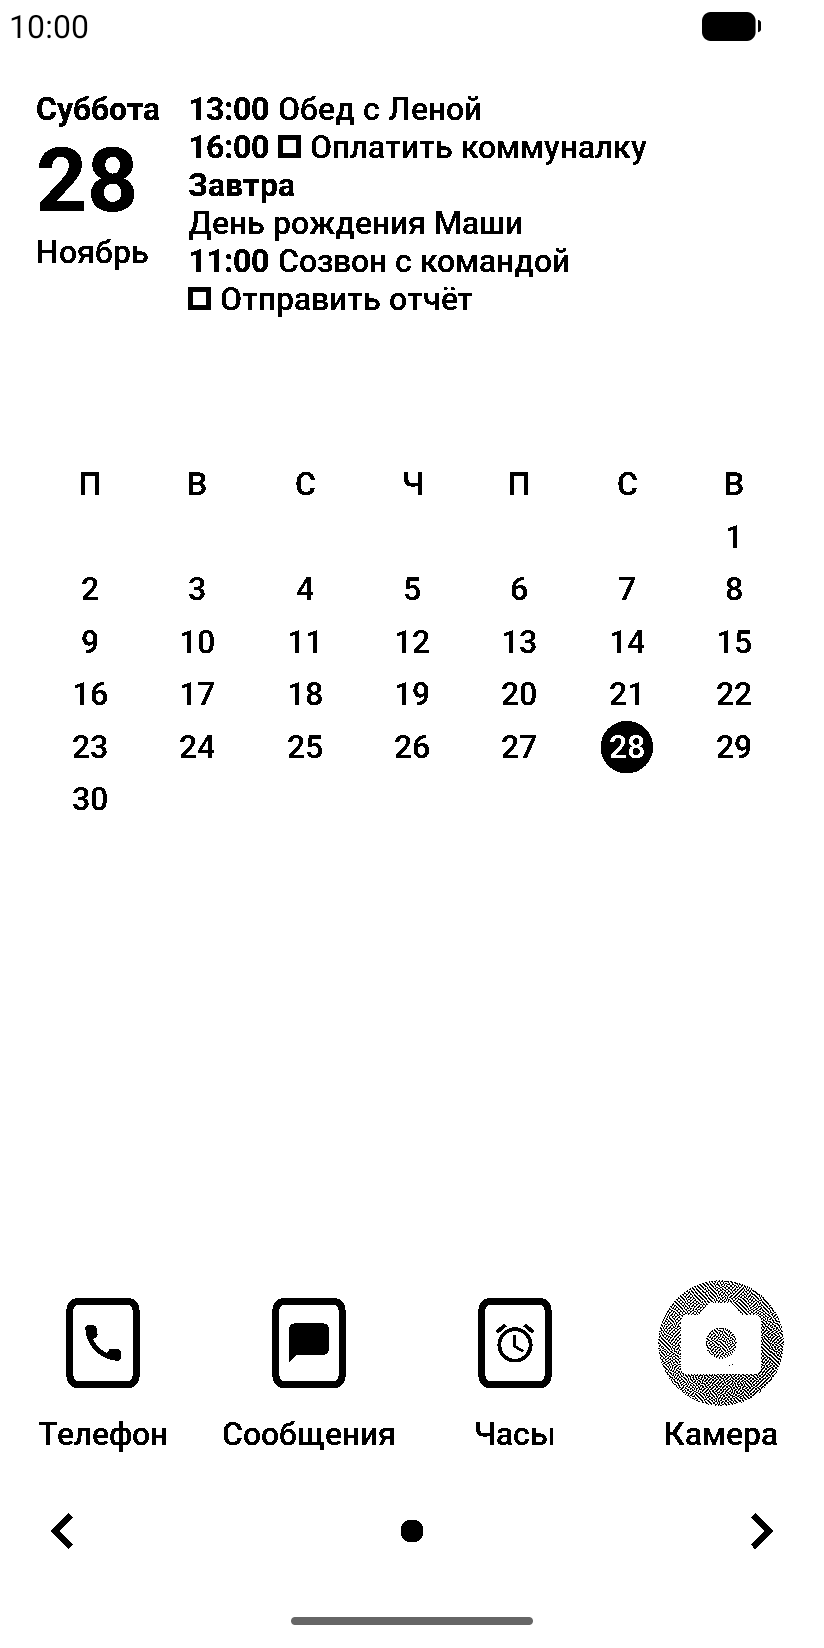 10:00
Суббота
28
Ноябрь
13:00 Обед с Леной
16:00 Оплатить коммуналку
Завтра
День рождения Маши
11:00 Созвон с командой
Отправить отчёт
П В С Ч П С В
1
2 3 4 5 6 7 8
9 10 11 12 13 14 15
16 17 18 19 20 21 22
23 24 25 26 27 28 29
30
Телефон Сообщения Часы Камера